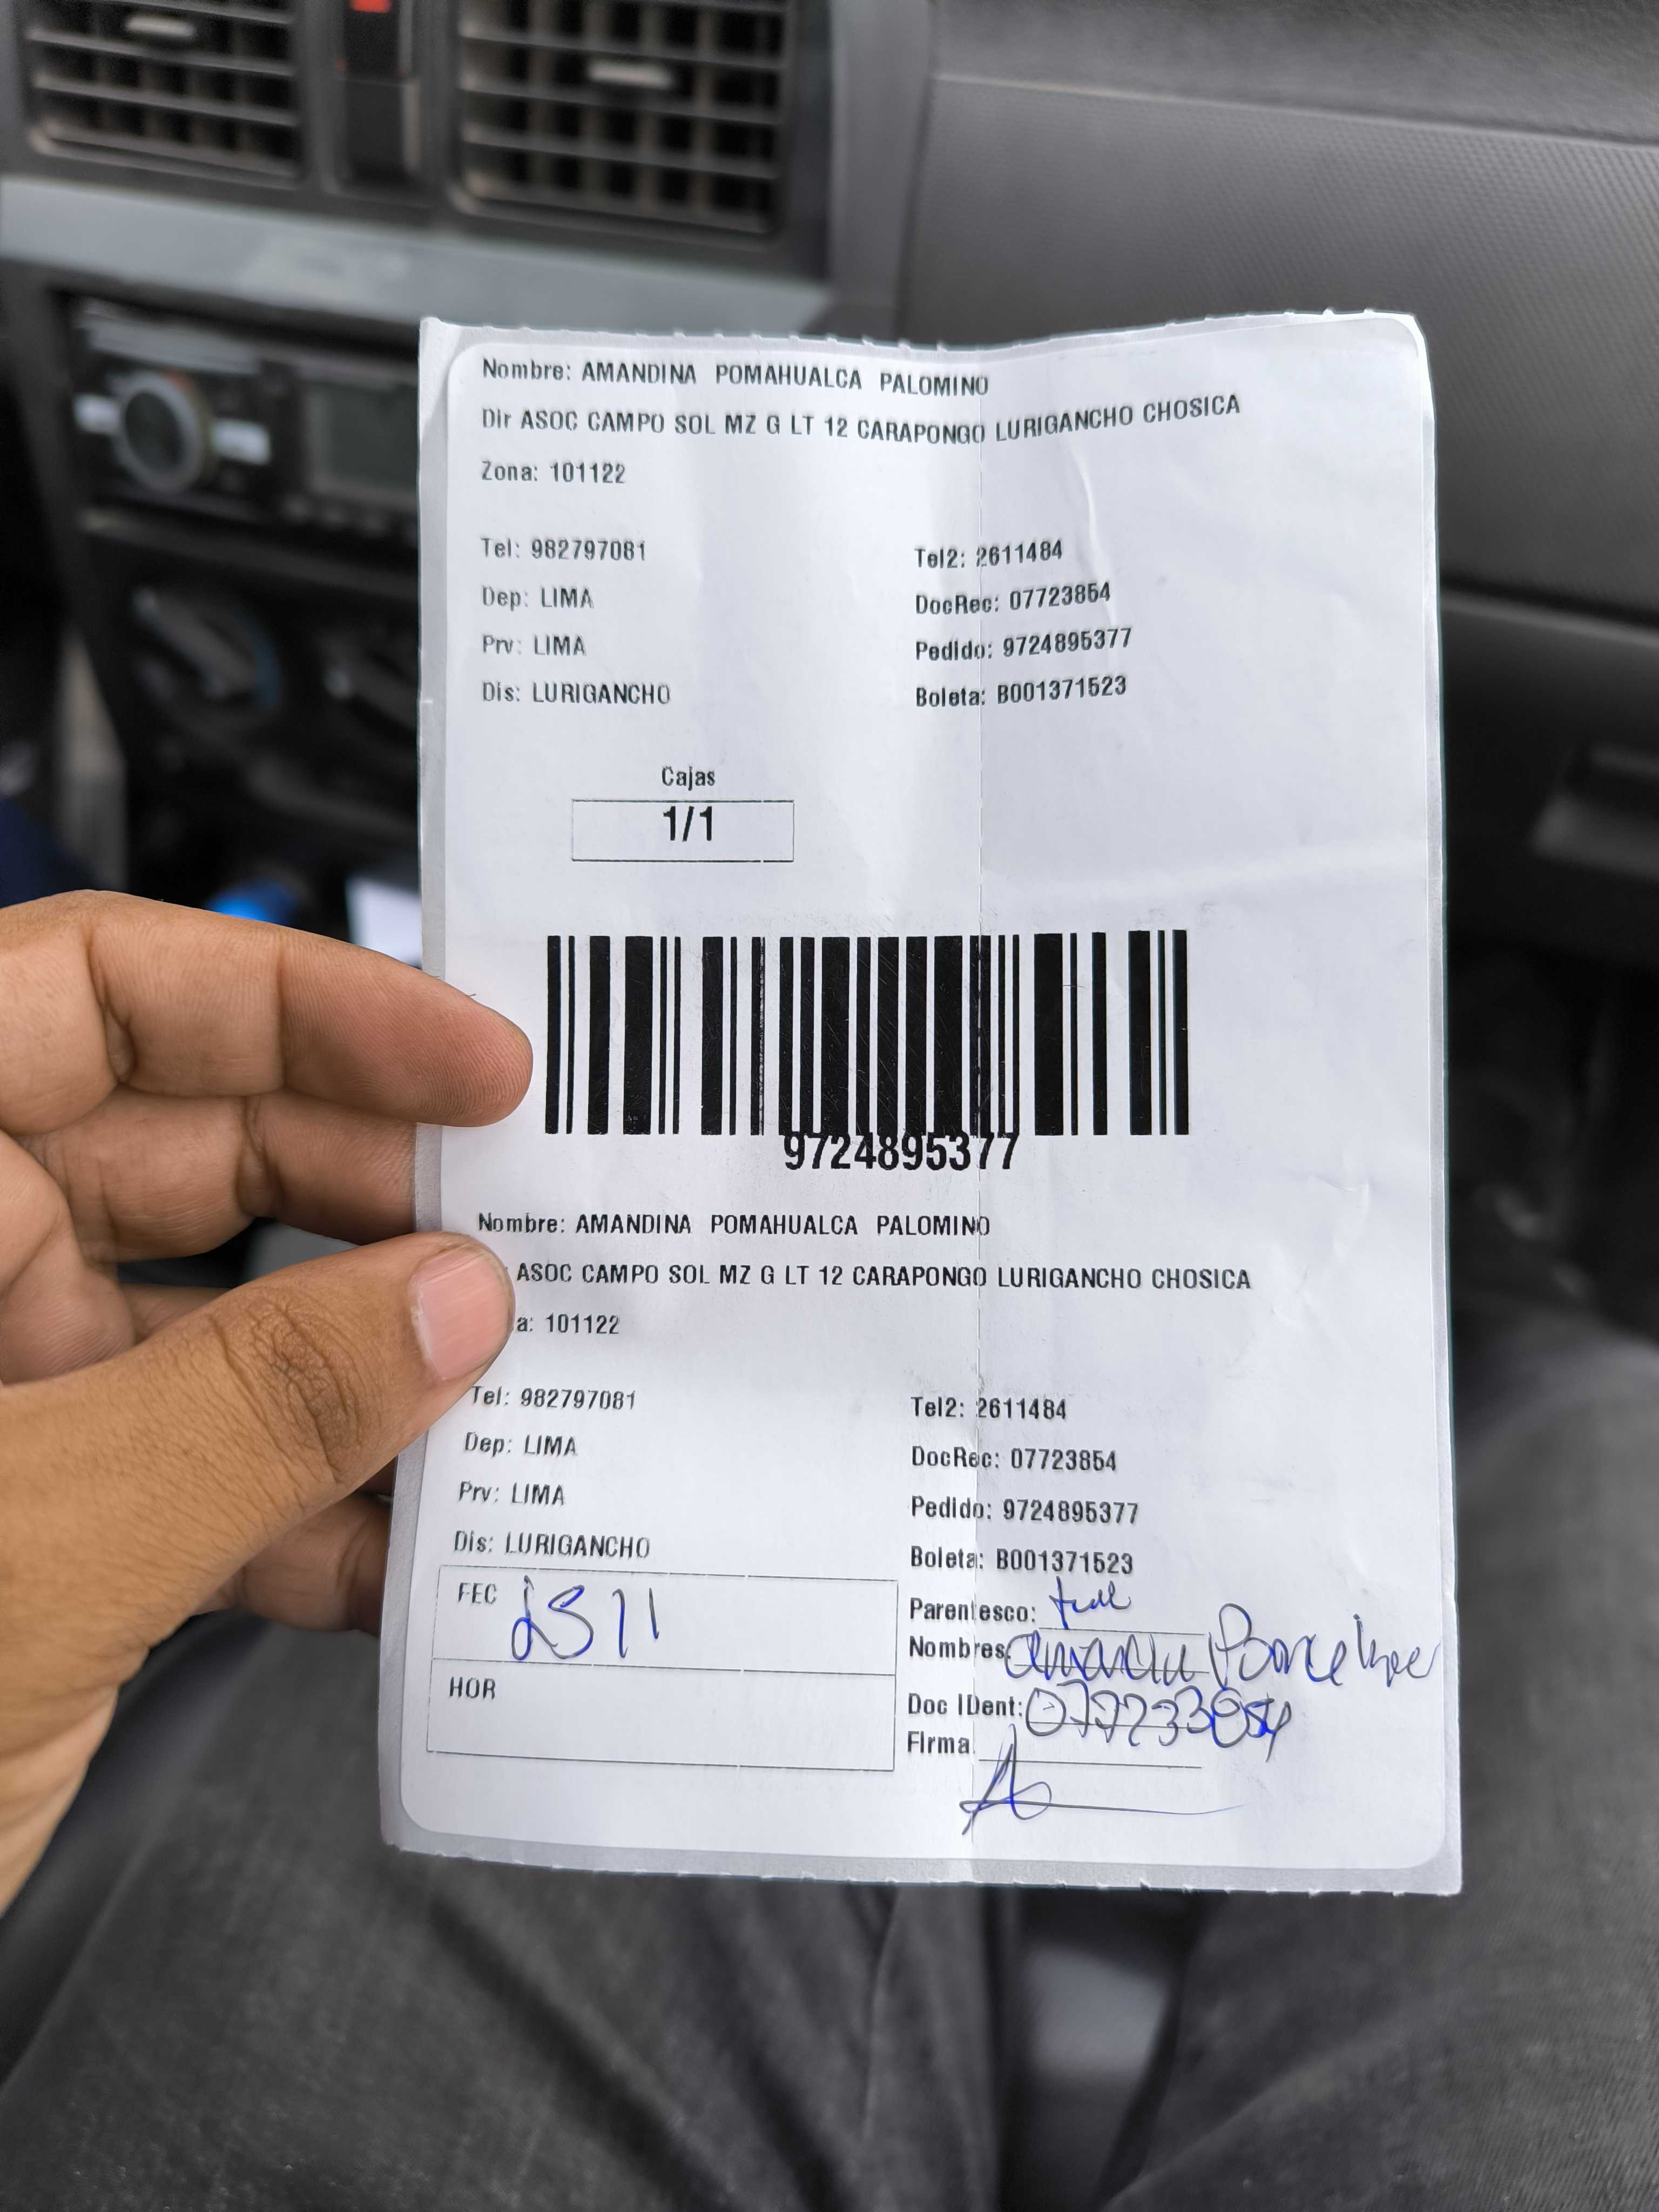 Nombre: AMANDINA POMAHUALCA PALOMINO
Dir ASOC CAMPO SOL MZ G LT 12 CARAPONGO LURIGANCHO CHOSICA
Zona: 101122
Tel: 982797081 Tel2: 2611484
Dep: LIMA DocRec: 07723854
Prv: LIMA Pedido: 9724895377
Dis: LURIGANCHO Boleta: B001371523
Cajas
1/1
9724895377
Nombre: AMANDINA POMAHUALCA PALOMINO
ASOC CAMPO SOL MZ G LT 12 CARAPONGO LURIGANCHO CHOSICA
a: 101122
Tel: 982797081 Tel2: 2611484
Dep: LIMA DocRec: 07723854
Prv: LIMA Pedido: 9724895377
Dis: LURIGANCHO Boleta: B001371523
FEC
Parentesco:
Nombres:
HOR
Doc IDent:
Firma